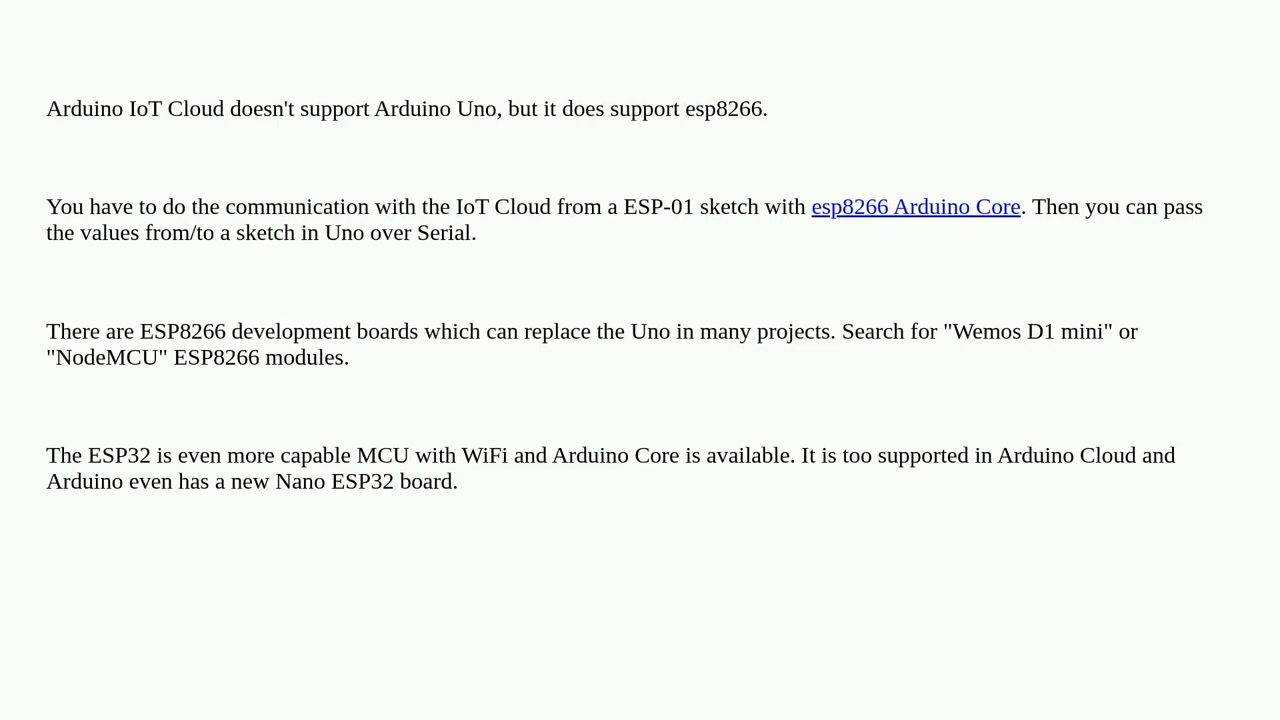 Arduino IoT Cloud doesn't support Arduino Uno, but it does support esp8266.
You have to do the communication with the IoT Cloud from a ESP-01 sketch with esp8266 Arduino Core. Then you can pass
the values from/to a sketch in Uno over Serial.
There are ESP8266 development boards which can replace the Uno in many projects. Search for "Wemos D1 mini" or
"NodeMCU" ESP8266 modules.
The ESP32 is even more capable MCU with WiFi and Arduino Core is available. It is too supported in Arduino Cloud and
Arduino even has a new Nano ESP32 board.